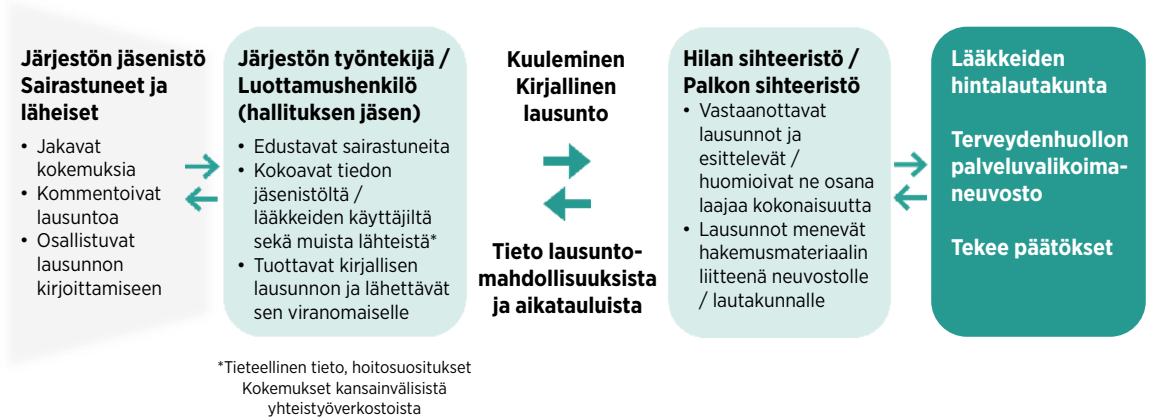 Järjestön jäsenistö
Sairastuneet ja
läheiset
• Jakavat
kokemuksia
• Kommentoivat
lausuntoa
• Osallistuvat
lausunnon
kirjoittamiseen
Järjestön työntekijä /
Luottamushenkilö
(hallituksen jäsen)
• Edustavat sairastuneita
• Kokoavat tiedon
jäsenistöltä /
lääkkeiden käyttäjiltä
sekä muista lähteistä*
• Tuottavat kirjallisen
lausunnon ja lähettävät
sen viranomaiselle
*Tieteellinen tieto, hoitosuositukset
Kokemukset kansainvälisistä
yhteistyöverkostoista
Kuuleminen
Kirjallinen
lausunto
Tieto lausunto-
mahdollisuuksista
ja aikatauluista
Hilan sihteeristö /
Palkon sihteeristö
• Vastaanottavat
lausunnot ja
esittelevät /
huomioivat ne osana
laajaa kokonaisuutta
• Lausunnot menevät
hakemusmateriaalin
liitteenä neuvostolle
/ lautakunnalle
Lääkkeiden
hintalautakunta
Terveydenhuollon
palveluvalikoima-
neuvosto
Tekee päätökset